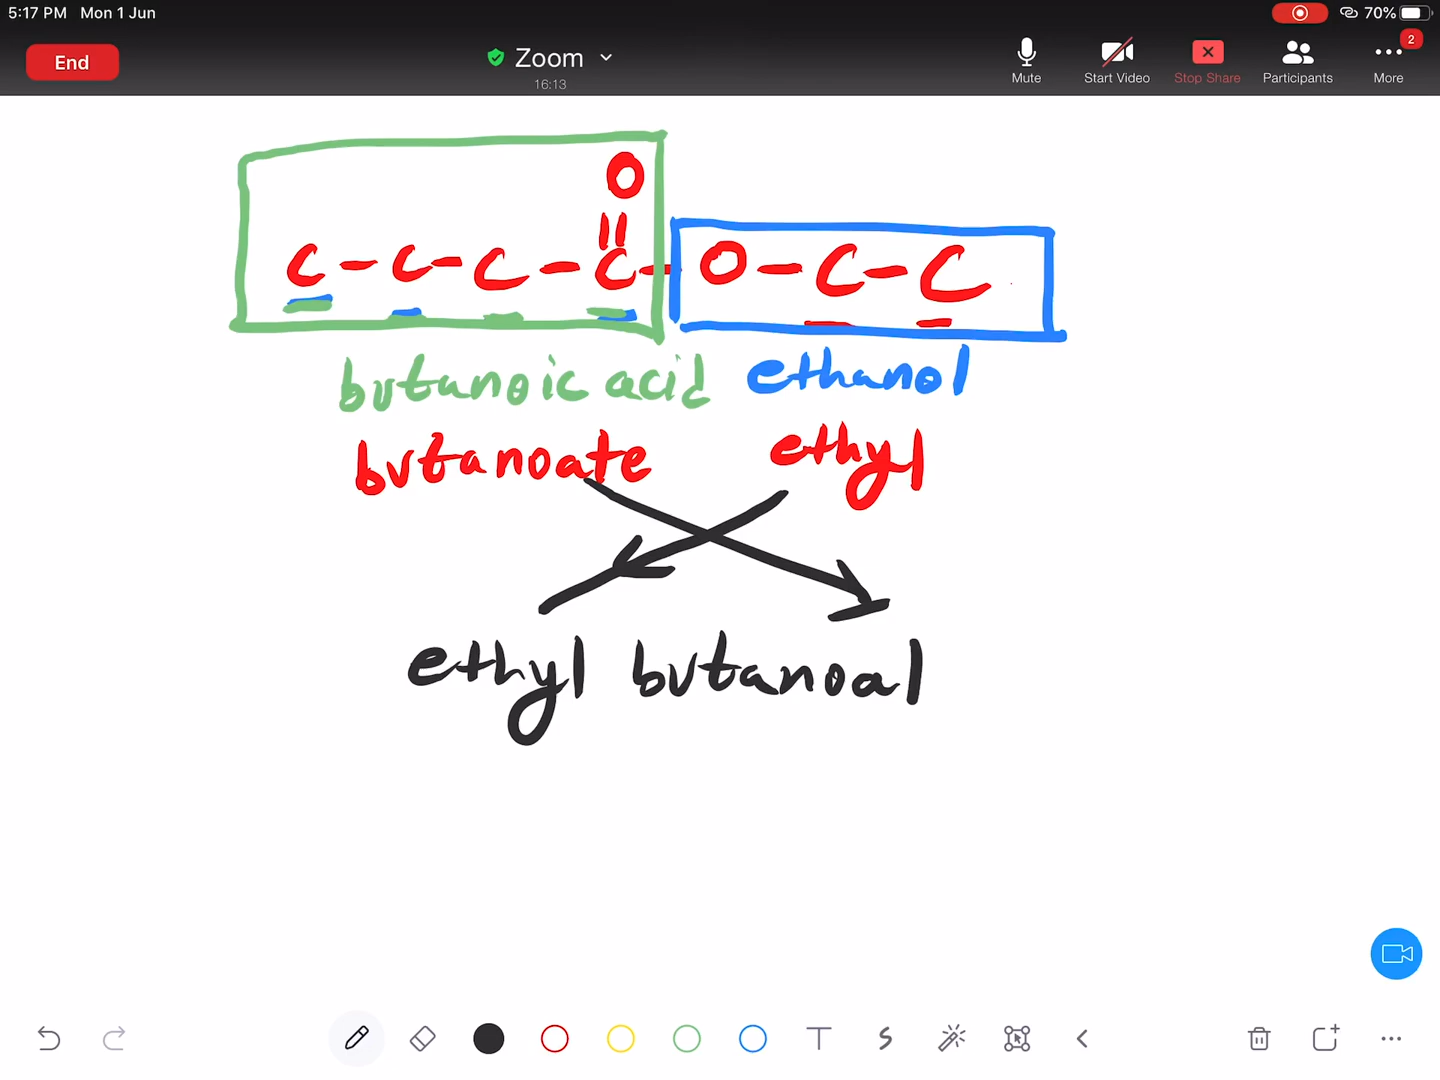 5:17 PM Mon 1 Jun
70%
End
Zoom
16:13
Mute
Start Video
Stop Share
Participants
More
2
O
||
C - C - C - C - O - C - C
butanoic acid ethanol
butanoate ethyl
ethyl butanoal
T